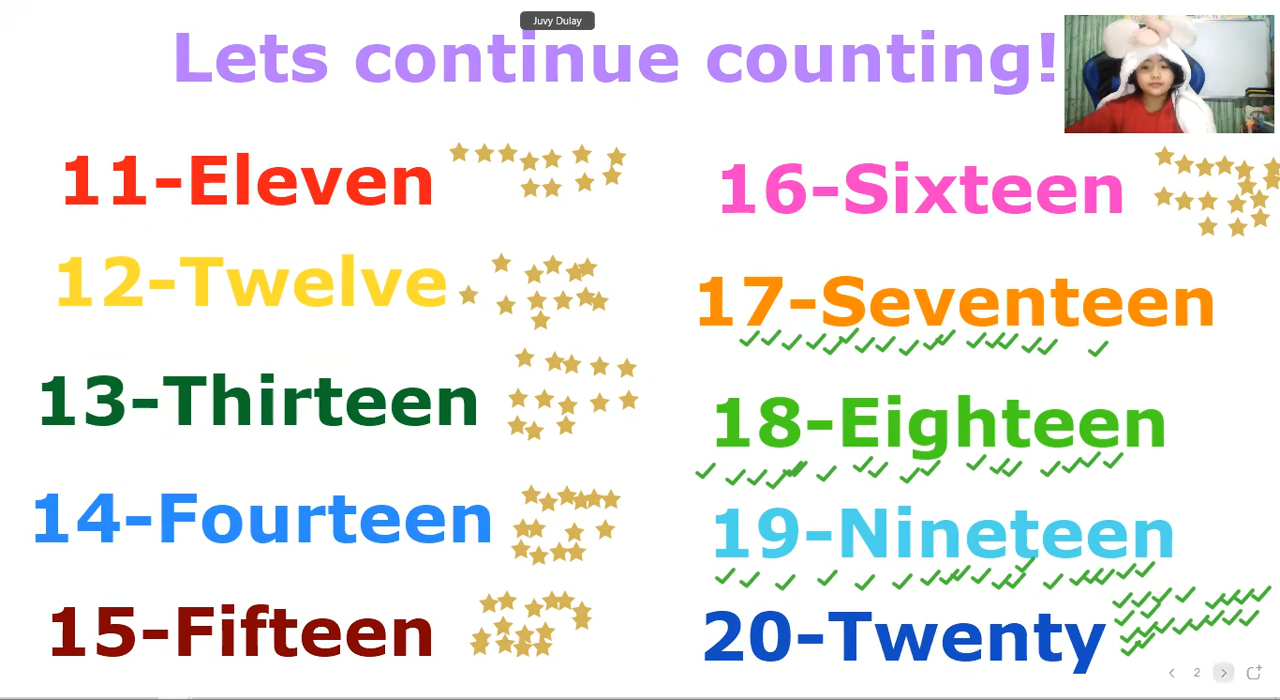 Juvy Dulay
Lets continue counting!
11-Eleven
12-Twelve
13-Thirteen
14-Fourteen
15-Fifteen
16-Sixteen
17-Seventeen
18-Eighteen
19-Nineteen
20-Twenty
2